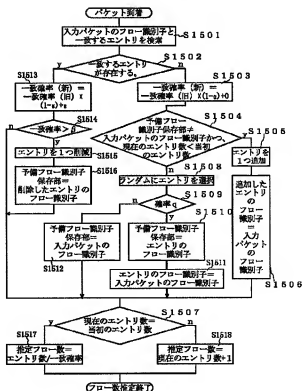 パケット到着
入力パケットのフロー識別子と
一致するエントリを検索
S1501
S1502
一致するエントリ
が存在する。
y
n
S1513
一致確率(新)=
一致確率(旧)×
(1-s)+s
S1503
一致確率(新)=
一致確率(旧)×(1-s)+0
S1514
一致確率>
y
n
S1504
予備フロー
識別子保存部≠
入力パケットのフロー識別子かつ、
現在のエントリ数<当初
のエントリ数
n
y
エントリを1つ削減
S1515
S1516
予備フロー識別子
保存部=
削除したエントリの
フロー識別子
S1505
エントリを
1つ追加
S1508
ランダムにエントリを選択
S1509
確率q
n
y
予備フロー識別子
保存部=
入力パケットの
フロー識別子
S1512
S1510
予備フロー識別子
保存部=
エントリの
フロー識別子
S1511
エントリのフロー識別子=
入力パケットのフロー識別子
追加した
エントリ
の
フロー
識別子
=
入力
パケット
の
フロー
識別子
S1506
S1507
現在のエントリ数=
当初のエントリ数
y
n
S1517
推定フロー数=
エントリ数/一致確率
S1518
推定フロー数=
現在のエントリ数+1
フロー数推定終了